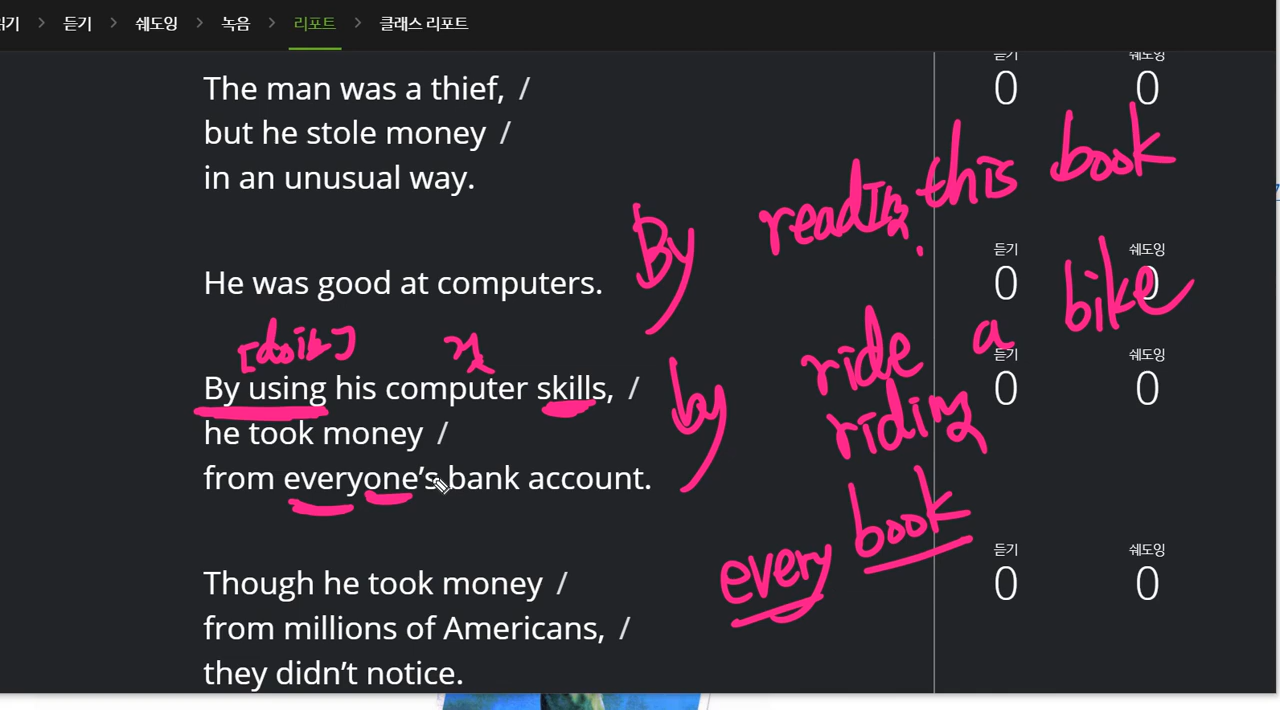 듣기 > 쉐도잉 > 녹음 > 리포트 > 클래스 리포트
듣기 쉐도잉
The man was a thief, / 0 0
but he stole money /
in an unusual way.
By reading this book
듣기 쉐도잉
He was good at computers. 0 0
by ride a bike
riding
듣기 쉐도잉
By using his computer skills, / 0 0
he took money /
from everyone's bank account.
every book
듣기 쉐도잉
Though he took money / 0 0
from millions of Americans, /
they didn't notice.